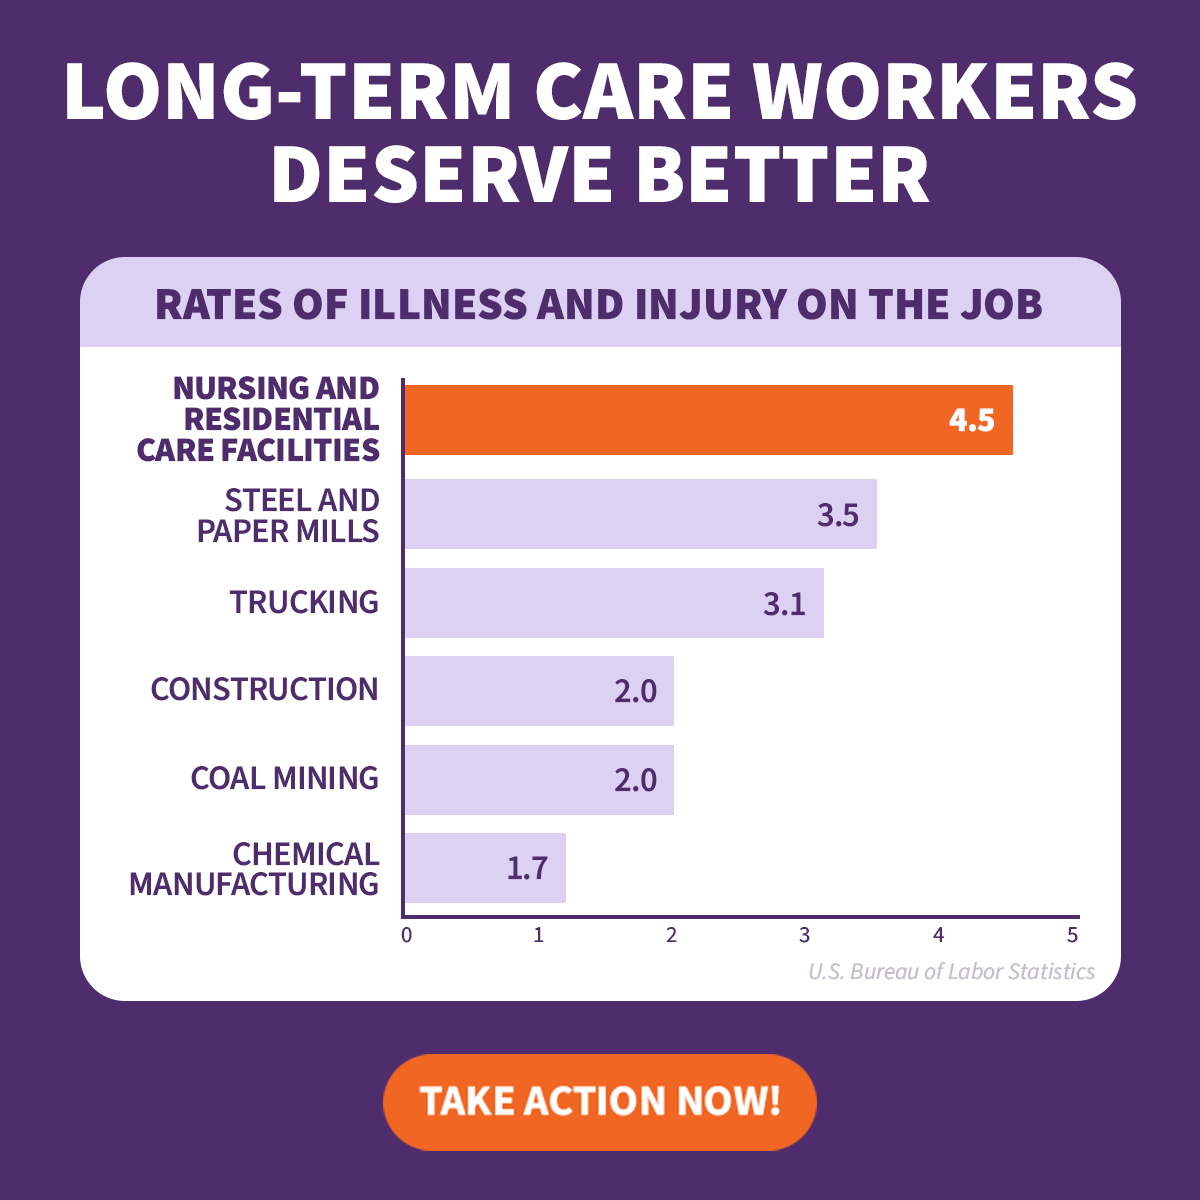 LONG-TERM CARE WORKERS
DESERVE BETTER
RATES OF ILLNESS AND INJURY ON THE JOB
NURSING AND
RESIDENTIAL
CARE FACILITIES
4.5
STEEL AND
PAPER MILLS
3.5
TRUCKING
3.1
CONSTRUCTION
2.0
COAL MINING
2.0
CHEMICAL
MANUFACTURING
1.7
0 1 2 3 4 5
U.S. Bureau of Labor Statistics
TAKE ACTION NOW!